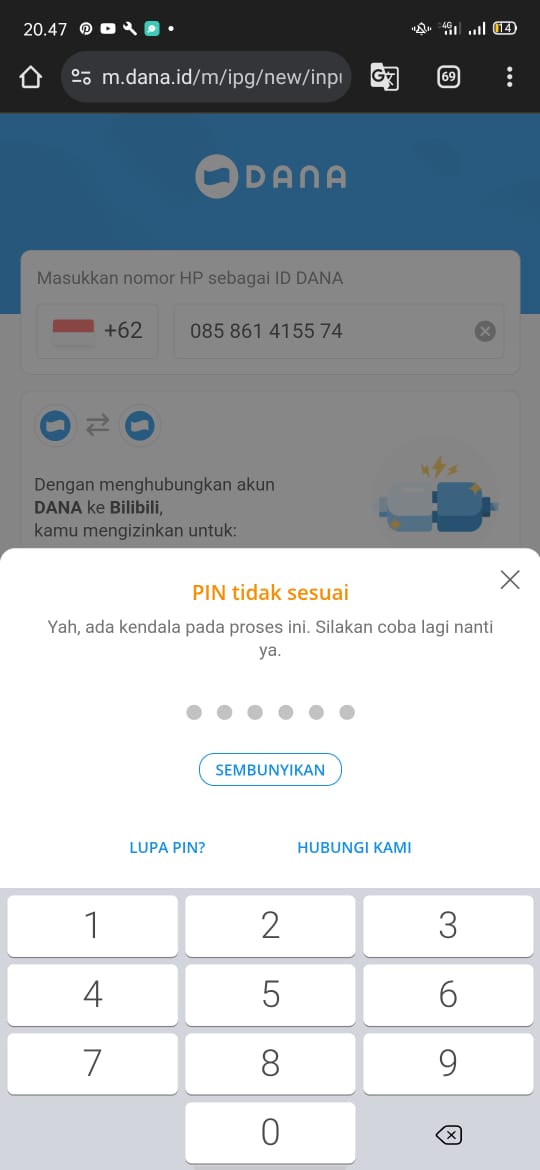 20.47 4G 14
m.dana.id/m/ipg/new/inpu 69
DANA
Masukkan nomor HP sebagai ID DANA
+62 085 861 4155 74
Dengan menghubungkan akun
DANA ke Bilibili,
kamu mengizinkan untuk:
PIN tidak sesuai
Yah, ada kendala pada proses ini. Silakan coba lagi nanti
ya.
SEMBUNYIKAN
LUPA PIN? HUBUNGI KAMI
1 2 3
4 5 6
7 8 9
0